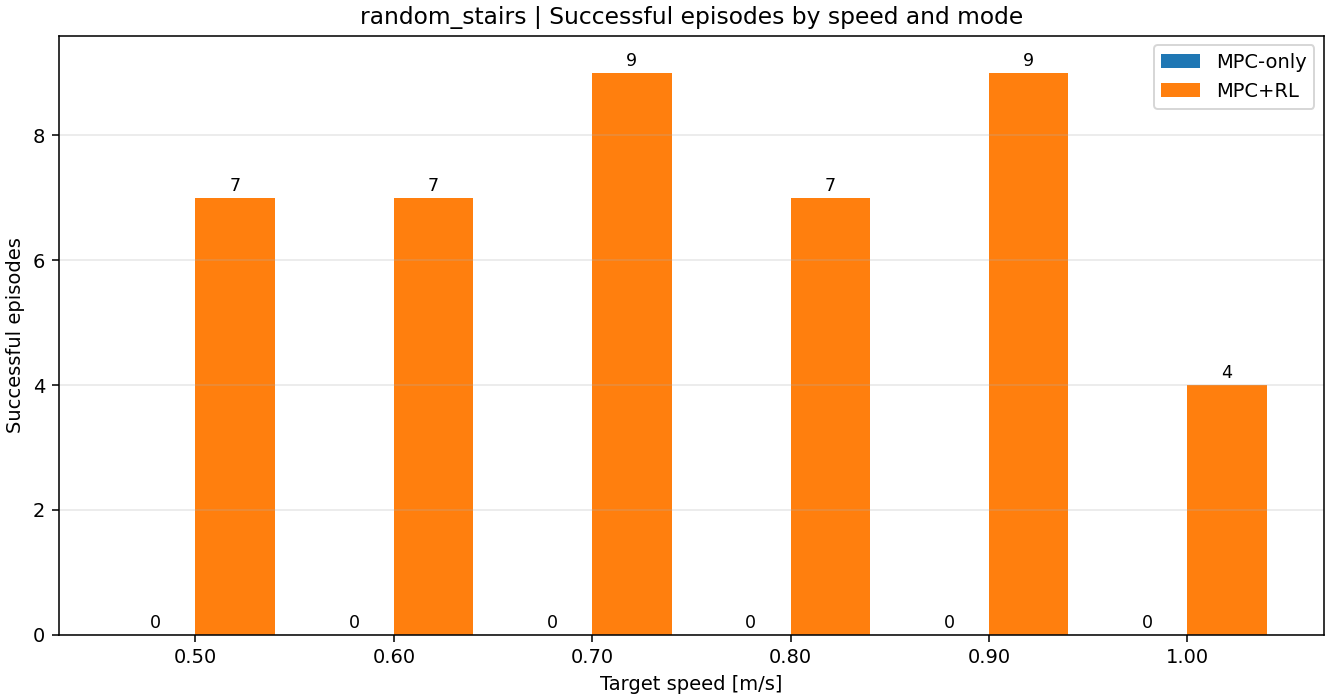 random_stairs | Successful episodes by speed and mode
MPC-only
MPC+RL
Successful episodes
8
6
4
2
0
0 7
0 7
0 9
0 7
0 9
0 4
0.50 0.60 0.70 0.80 0.90 1.00
Target speed [m/s]